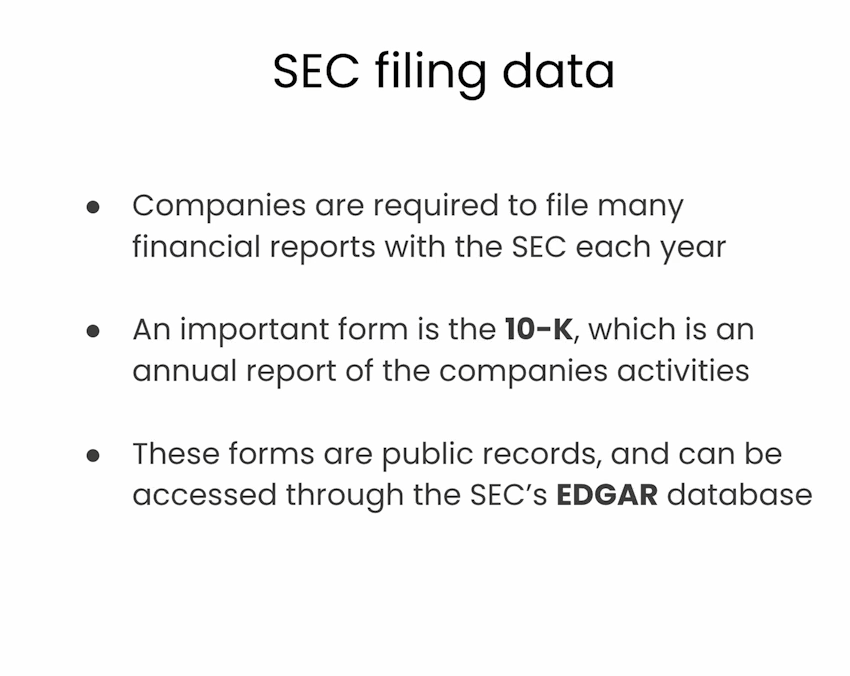 SEC filing data
● Companies are required to file many
financial reports with the SEC each year
● An important form is the 10-K, which is an
annual report of the companies activities
● These forms are public records, and can be
accessed through the SEC’s EDGAR database